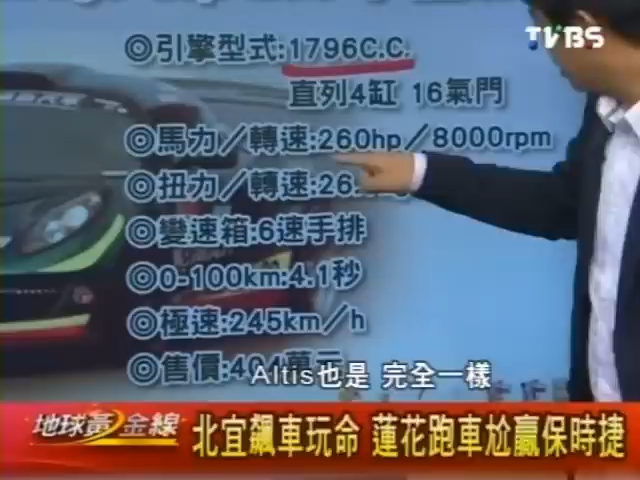 TVBS
◎引擎型式:1796C.C.
直列4缸 16氣門
◎馬力／轉速:260hp／8000rpm
◎扭力／轉速:26
◎變速箱:6速手排
◎0-100km:4.1秒
◎極速:245km／h
◎售價:404萬元
Altis也是 完全一樣
地球黃金線
北宜飆車玩命 蓮花跑車尬贏保時捷